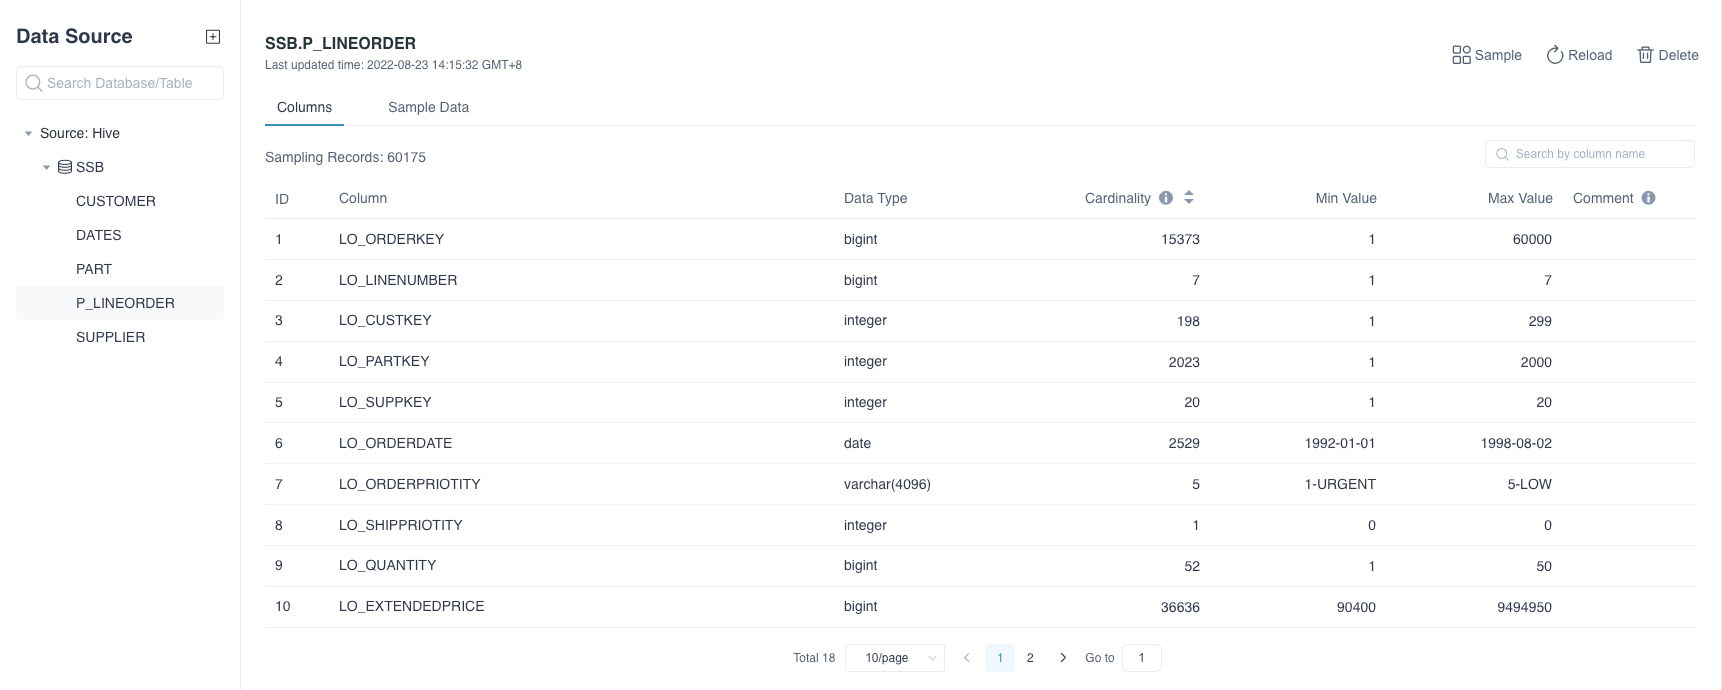 Data Source
Search Database/Table
Source: Hive
SSB
CUSTOMER
DATES
PART
P_LINEORDER
SUPPLIER
SSB.P_LINEORDER
Last updated time: 2022-08-23 14:15:32 GMT+8
Sample Reload Delete
Columns Sample Data
Sampling Records: 60175
Search by column name
ID Column Data Type Cardinality Min Value Max Value Comment
1 LO_ORDERKEY bigint 15373 1 60000
2 LO_LINENUMBER bigint 7 1 7
3 LO_CUSTKEY integer 198 1 299
4 LO_PARTKEY integer 2023 1 2000
5 LO_SUPPKEY integer 20 1 20
6 LO_ORDERDATE date 2529 1992-01-01 1998-08-02
7 LO_ORDERPRIOTITY varchar(4096) 5 1-URGENT 5-LOW
8 LO_SHIPPRIOTITY integer 1 0 0
9 LO_QUANTITY bigint 52 1 50
10 LO_EXTENDEDPRICE bigint 36636 90400 9494950
Total 18 10/page 1 2 Go to 1